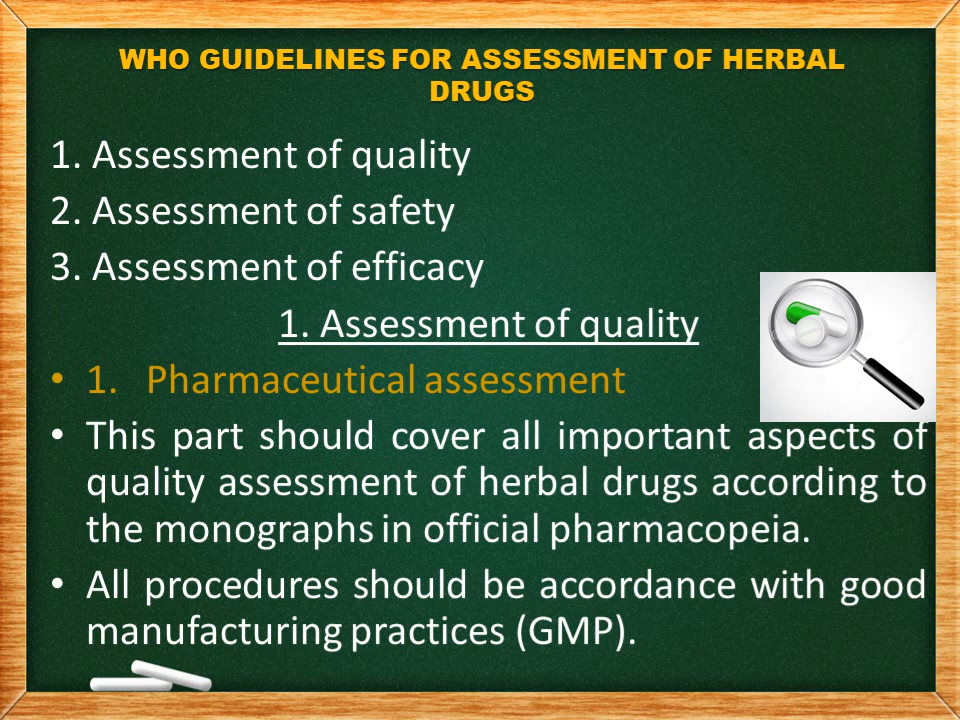 WHO GUIDELINES FOR ASSESSMENT OF HERBAL
DRUGS
1. Assessment of quality
2. Assessment of safety
3. Assessment of efficacy
1. Assessment of quality
• 1. Pharmaceutical assessment
• This part should cover all important aspects of
quality assessment of herbal drugs according to
the monographs in official pharmacopeia.
• All procedures should be accordance with good
manufacturing practices (GMP).